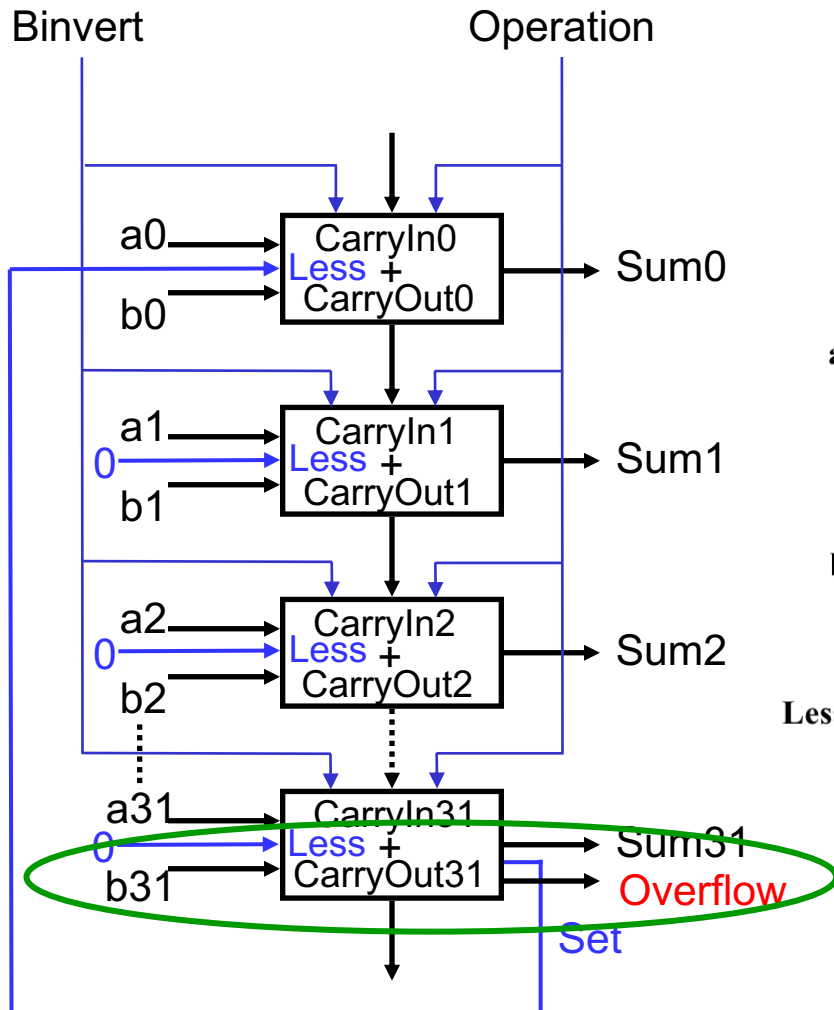 Binvert
Operation
a0
CarryIn0
Less +
Sum0
b0
CarryOut0
a
a1
CarryIn1
0
Less +
Sum1
b1
CarryOut1
a2
CarryIn2
0
Less +
Sum2
b2
CarryOut2
Les
a31
CarryIn31
0
Less +
Sum31
b31
CarryOut31
Overflow
Set